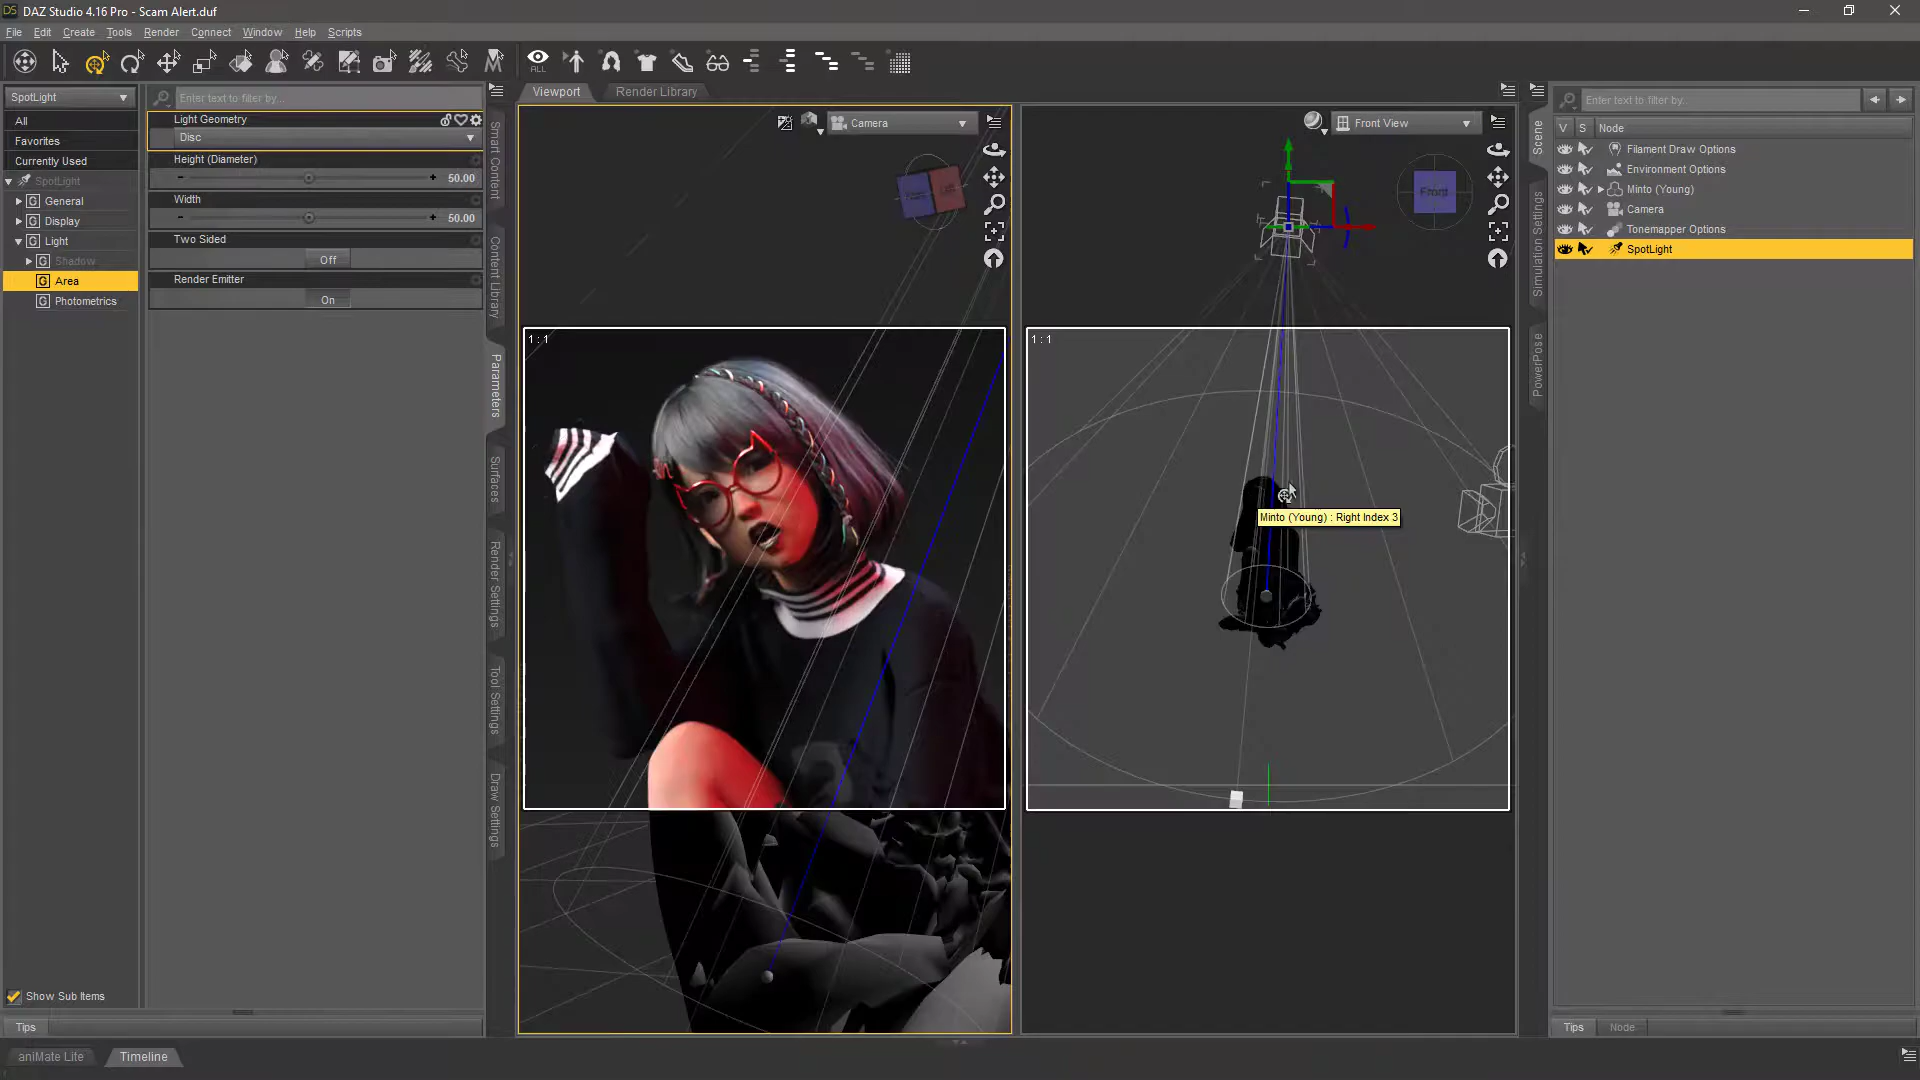 DS DAZ Studio 4.16 Pro - Scam Alert.duf
File Edit Create Tools Render Connect Window Help Scripts
ALL
SpotLight
All
Favorites
Currently Used
SpotLight
G General
G Display
G Light
G Shadow
G Area
G Photometrics
Show Sub Items
Tips
Enter text to filter by...
Light Geometry
Disc
Height (Diameter)
- + 50.00
Width
- + 50.00
Two Sided
Off
Render Emitter
On
Smart Content
Content Library
Parameters
Surfaces
Render Settings
Tool Settings
Draw Settings
Viewport Render Library
Camera
1 : 1
Front View
Front
1 : 1
Minto (Young) : Right Index 3
Scene
Simulation Settings
PowerPose
Enter text to filter by...
V S Node
Filament Draw Options
Environment Options
Minto (Young)
Camera
Tonemapper Options
SpotLight
Tips Node
aniMate Lite Timeline